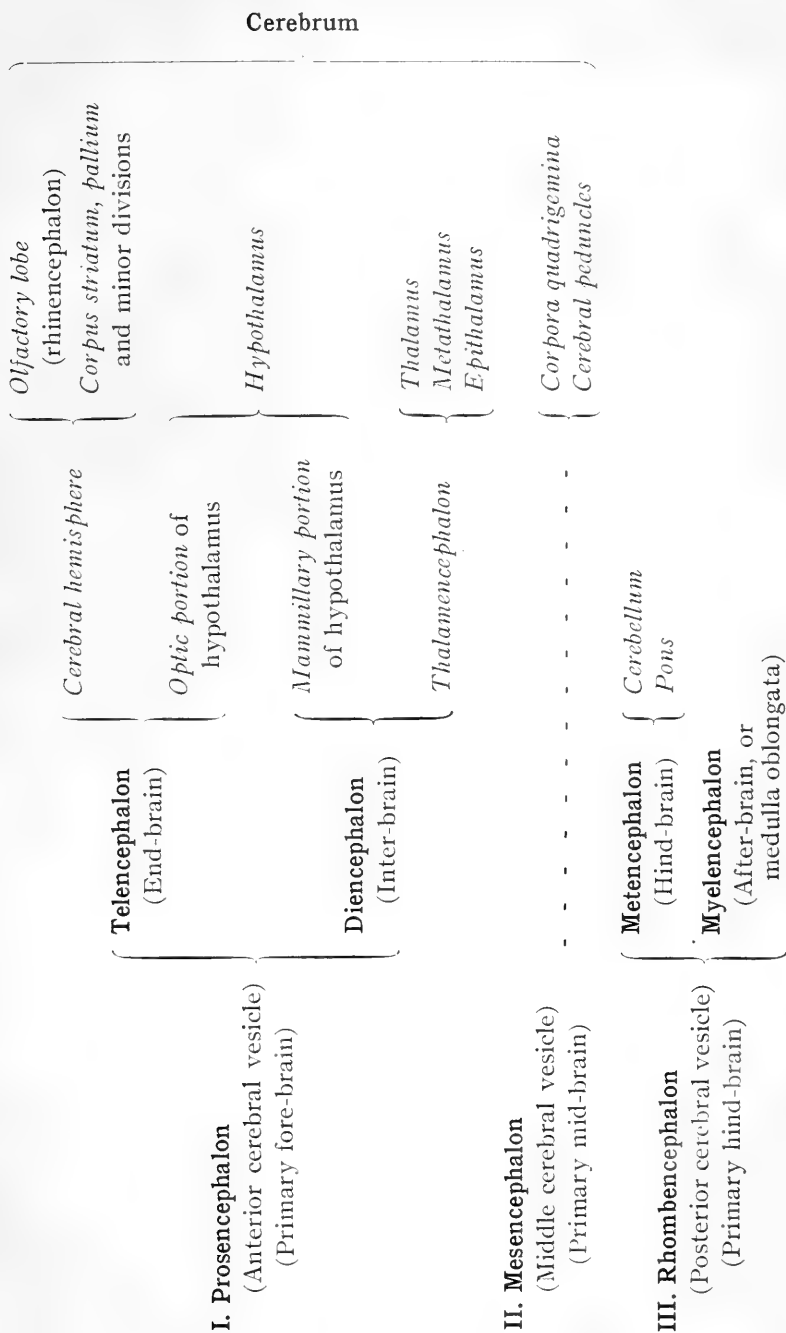 Cerebrum
I. Prosencephalon
(Anterior cerebral vesicle)
(Primary fore-brain)
Telencephalon
(End-brain)
Cerebral hemisphere
Olfactory lobe
(rhinencephalon)
Corpus striatum, pallium
and minor divisions
Optic portion of
hypothalamus
Hypothalamus
Diencephalon
(Inter-brain)
Mammillary portion
of hypothalamus
Thalamencephalon
Thalamus
Metathalamus
Epithalamus
II. Mesencephalon
(Middle cerebral vesicle)
(Primary mid-brain)
Corpora quadrigemina
Cerebral peduncles
III. Rhombencephalon
(Posterior cerebral vesicle)
(Primary hind-brain)
Metencephalon
(Hind-brain)
Cerebellum
Pons
Myelencephalon
(After-brain, or
medulla oblongata)